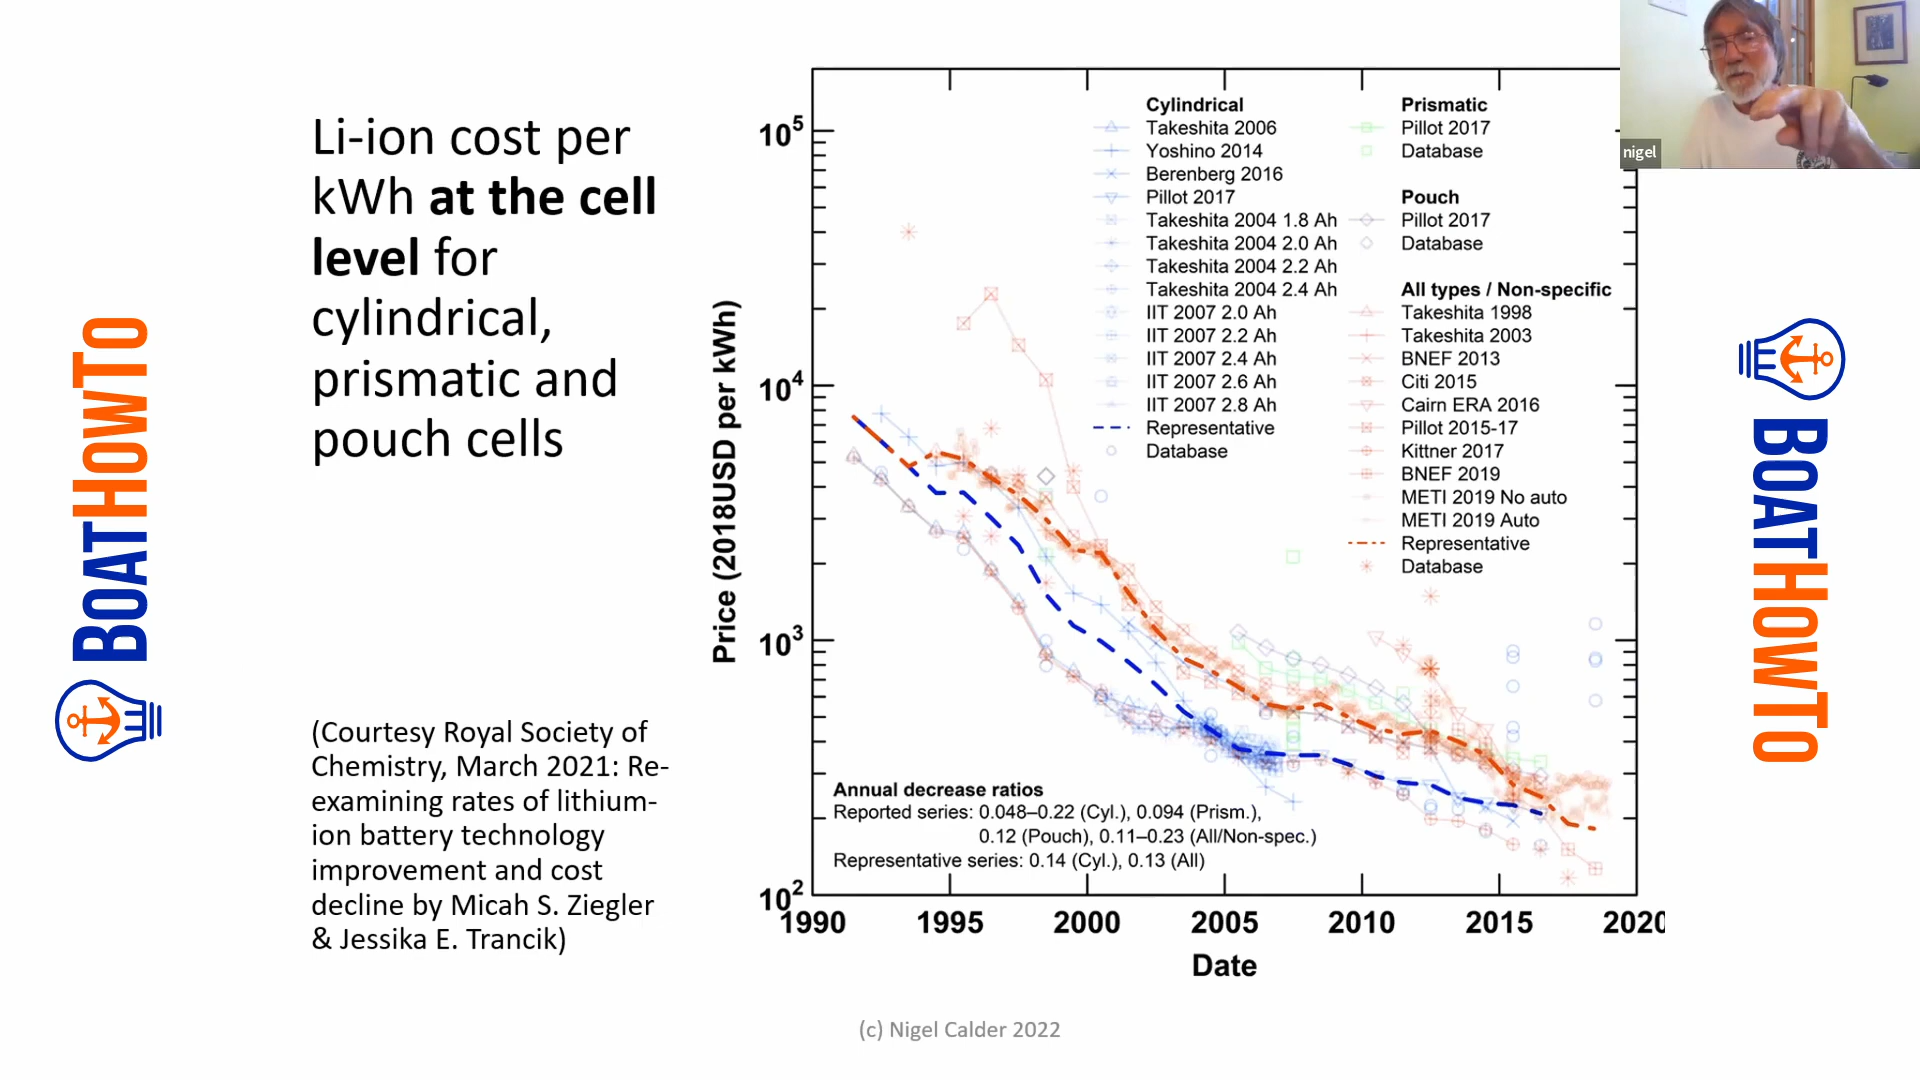 Li-ion cost per
kWh at the cell
level for
cylindrical,
prismatic and
pouch cells
(Courtesy Royal Society of
Chemistry, March 2021: Re-
examining rates of lithium-
ion battery technology
improvement and cost
decline by Micah S. Ziegler
& Jessika E. Trancik)
BOATHOWTO
Price (2018USD per kWh)
10⁵
10⁴
10³
10²
Cylindrical
Takeshita 2006
Yoshino 2014
Berenberg 2016
Pillot 2017
Takeshita 2004 1.8 Ah
Takeshita 2004 2.0 Ah
Takeshita 2004 2.2 Ah
Takeshita 2004 2.4 Ah
IIT 2007 2.0 Ah
IIT 2007 2.2 Ah
IIT 2007 2.4 Ah
IIT 2007 2.6 Ah
IIT 2007 2.8 Ah
Representative
Database
Prismatic
Pillot 2017
Database
Pouch
Pillot 2017
Database
All types / Non-specific
Takeshita 1998
Takeshita 2003
BNEF 2013
Citi 2015
Cairn ERA 2016
Pillot 2015-17
Kittner 2017
BNEF 2019
METI 2019 No auto
METI 2019 Auto
Representative
Database
Annual decrease ratios
Reported series: 0.048–0.22 (Cyl.), 0.094 (Prism.),
0.12 (Pouch), 0.11–0.23 (All/Non-spec.)
Representative series: 0.14 (Cyl.), 0.13 (All)
1990 1995 2000 2005 2010 2015 2020
Date
nigel
BOATHOWTO
(c) Nigel Calder 2022